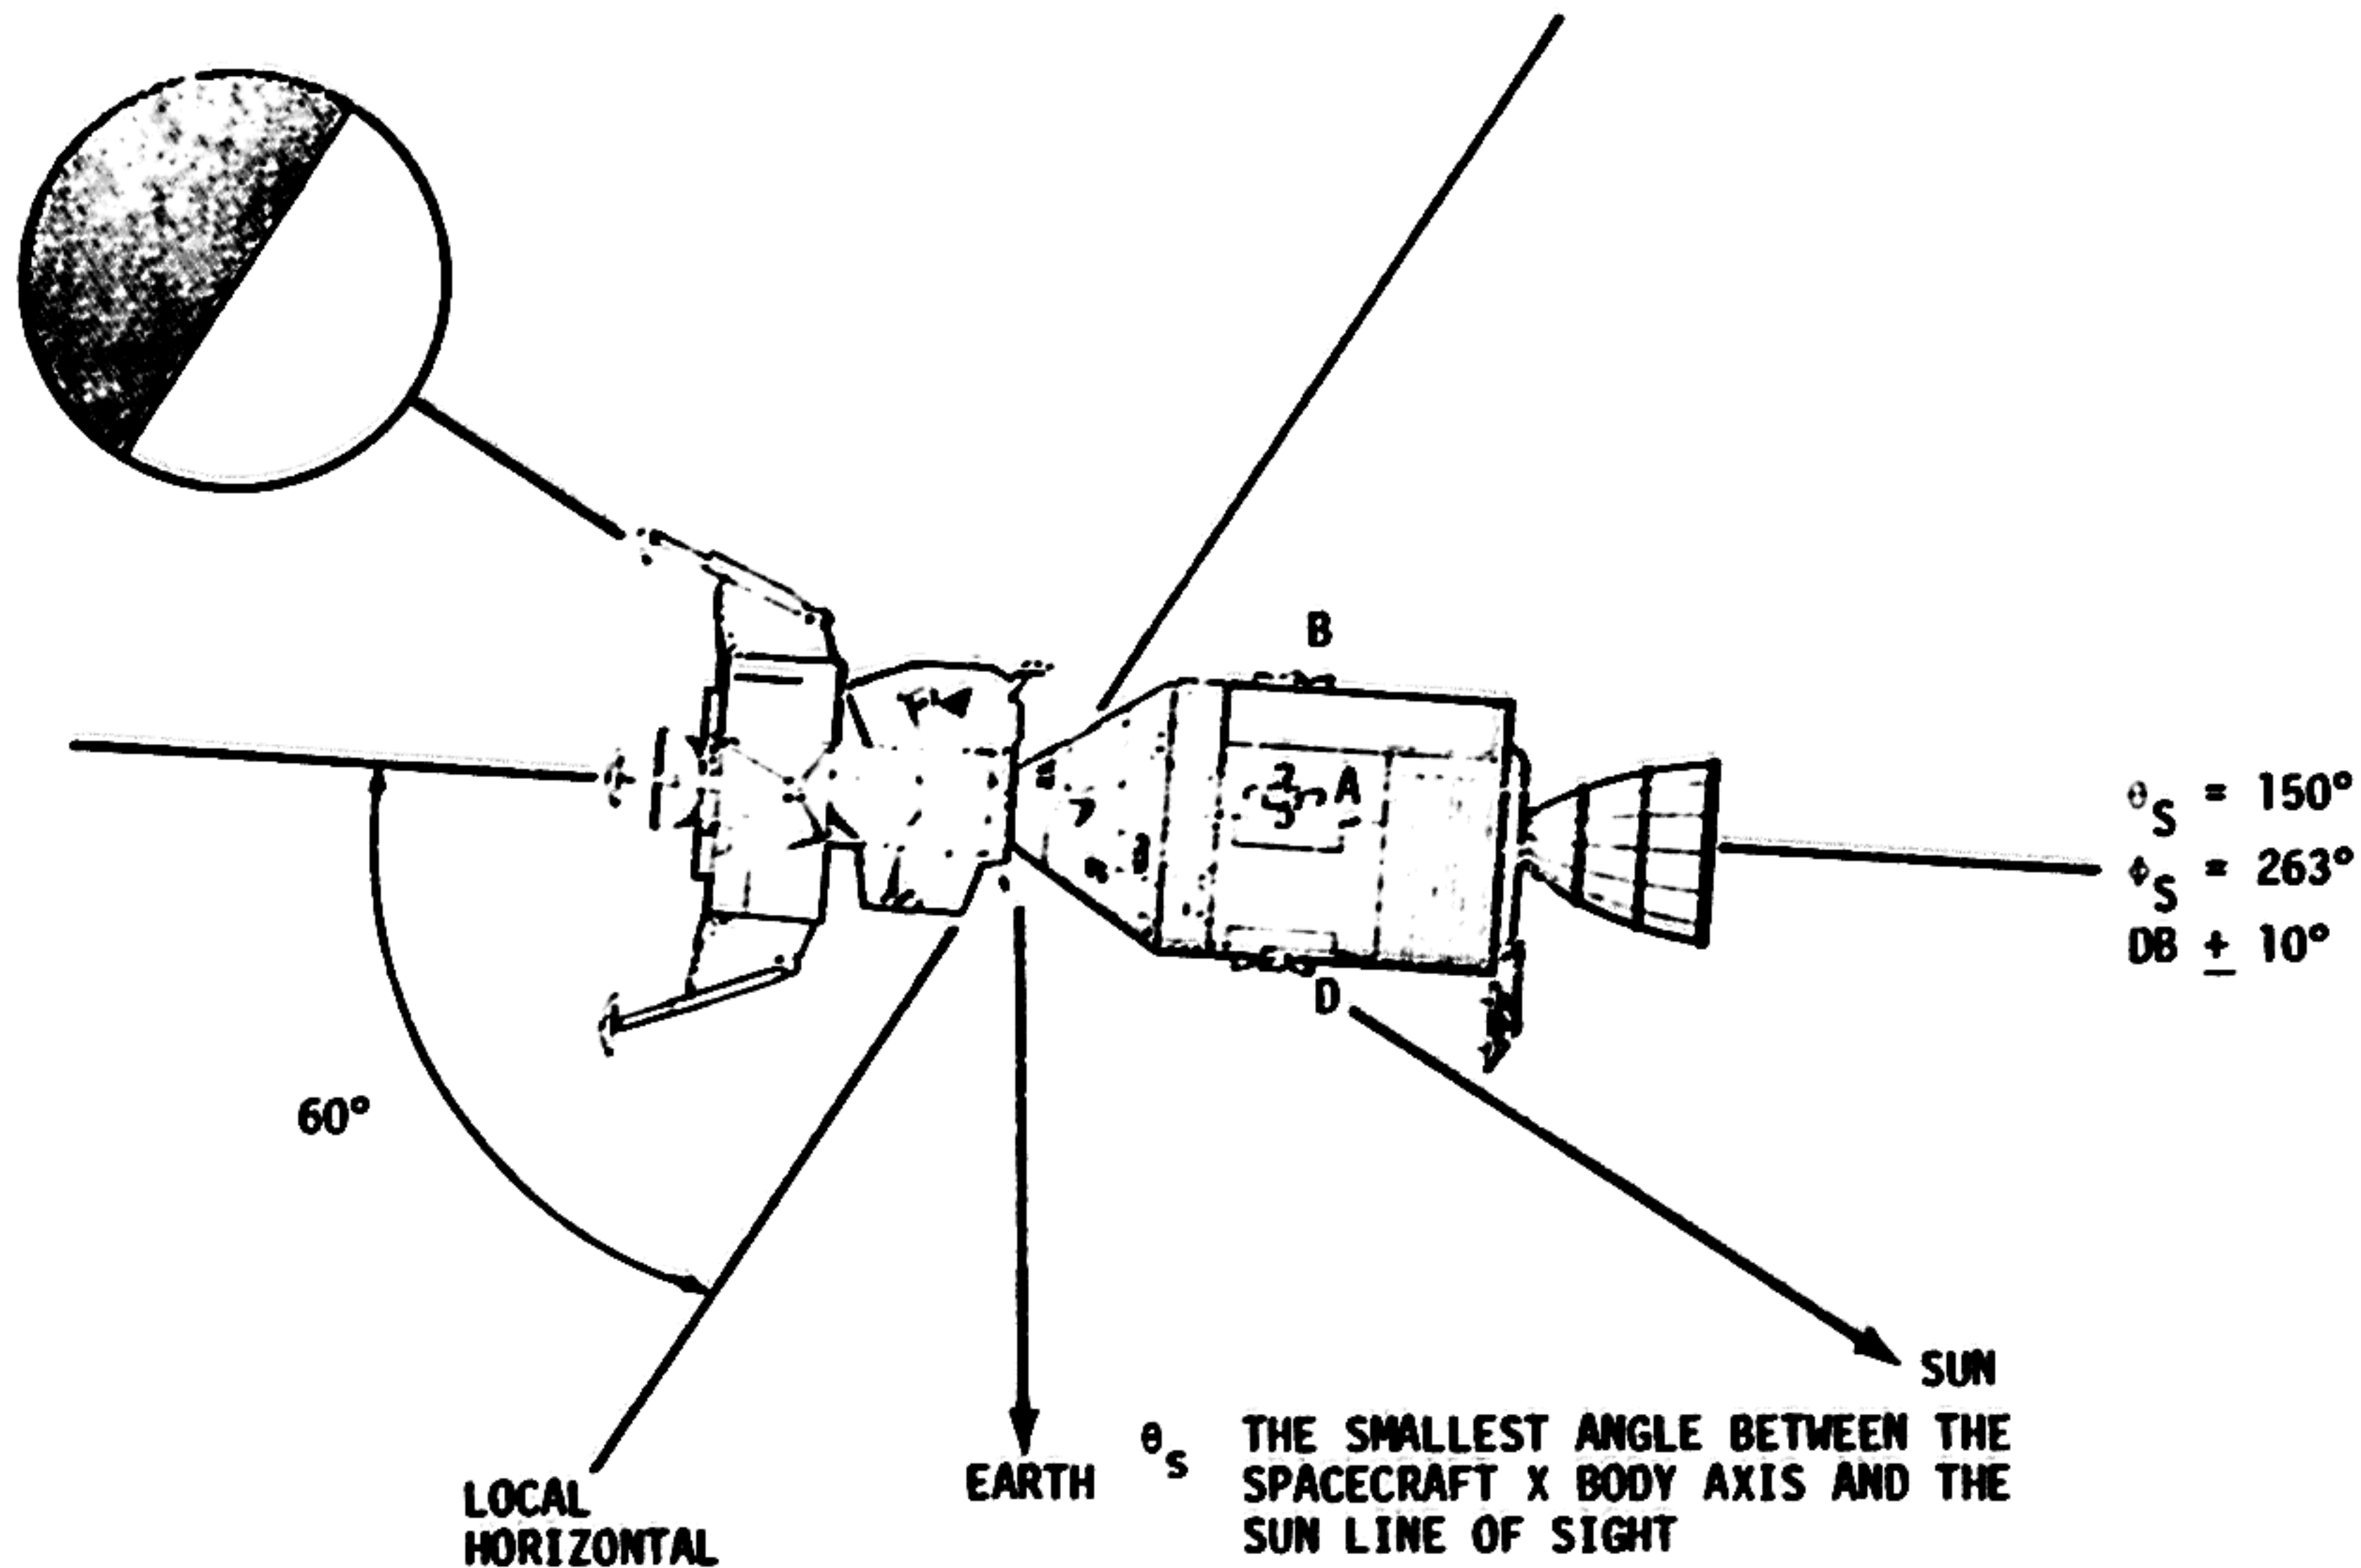 B
A
θS = 150°
ϕS = 263°
DB ± 10°
D
60°
SUN
EARTH
θS THE SMALLEST ANGLE BETWEEN THE
SPACECRAFT X BODY AXIS AND THE
SUN LINE OF SIGHT
LOCAL
HORIZONTAL